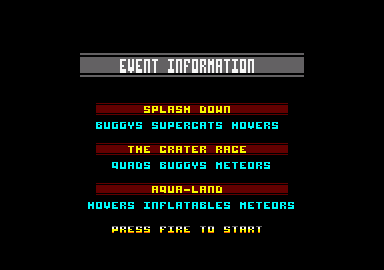 EVENT INFORMATION
SPLASH DOWN
BUGGYS SUPERCATS HOVERS
THE CRATER RACE
QUADS BUGGYS METEORS
AQUA-LAND
HOVERS INFLATABLES METEORS
PRESS FIRE TO START